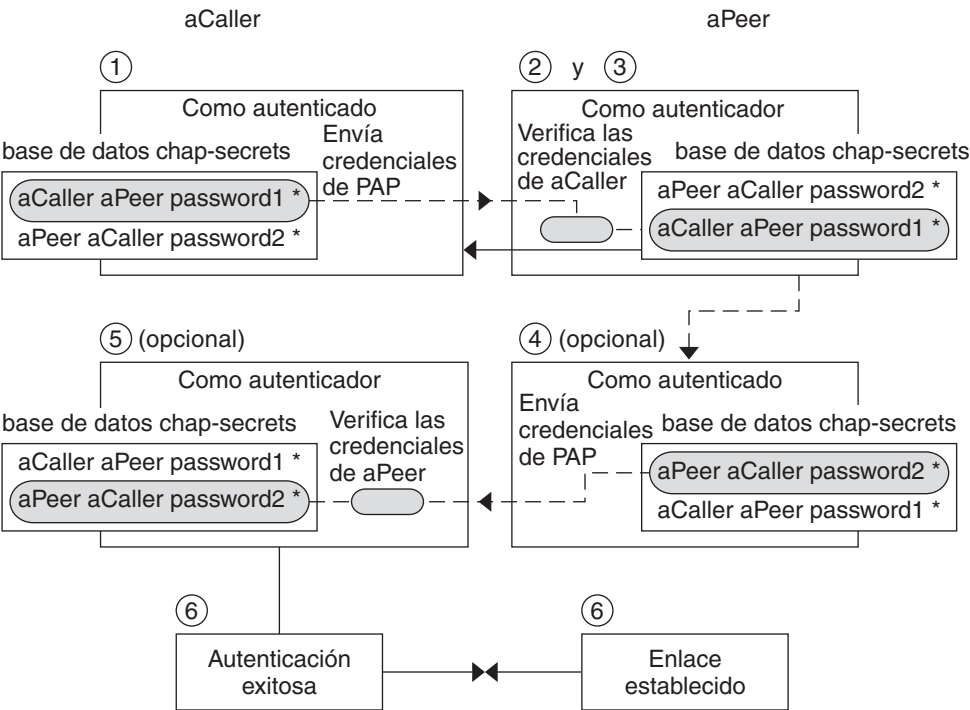 aCaller
aPeer
1
2 y 3
Como autenticado
Envía
credenciales
de PAP
base de datos chap-secrets
aCaller aPeer password1 *
aPeer aCaller password2 *
Como autenticador
Verifica las
credenciales
de aCaller
base de datos chap-secrets
aPeer aCaller password2 *
aCaller aPeer password1 *
5 (opcional)
4 (opcional)
Como autenticador
base de datos chap-secrets
Verifica las
credenciales
de aPeer
aCaller aPeer password1 *
aPeer aCaller password2 *
Como autenticado
Envía
credenciales
de PAP
base de datos chap-secrets
aPeer aCaller password2 *
aCaller aPeer password1 *
6
6
Autenticación
exitosa
Enlace
establecido